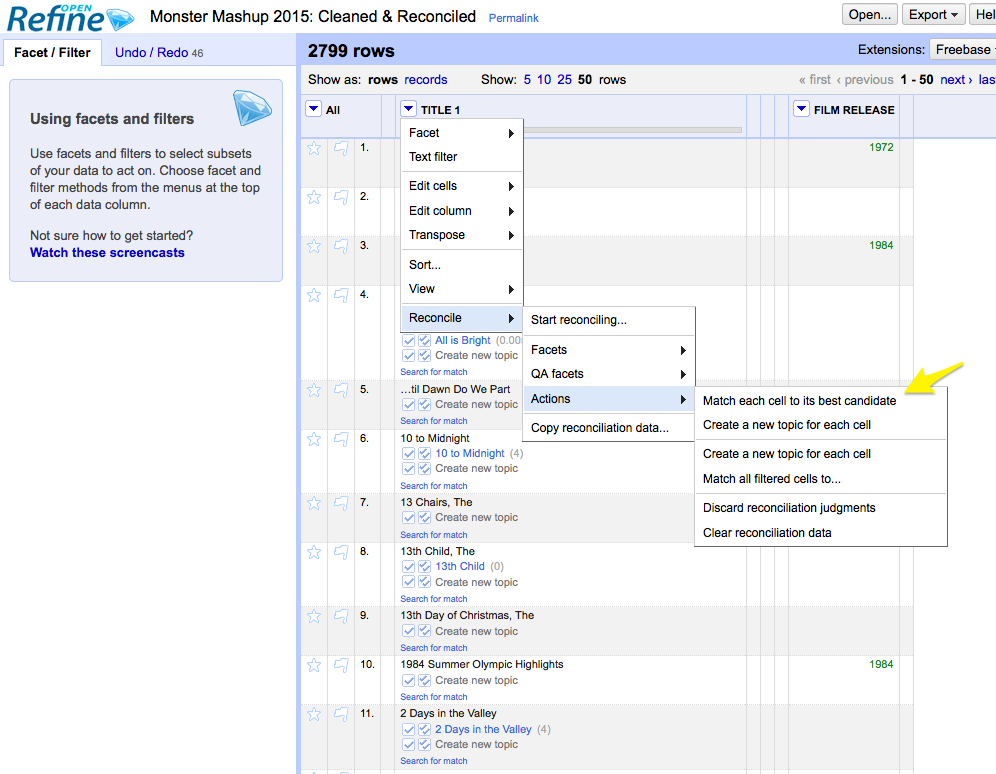 OPEN
Refine
Monster Mashup 2015: Cleaned & Reconciled Permalink
Open... Export Hel
Facet / Filter Undo / Redo 46
2799 rows
Extensions: Freebase
Show as: rows records Show: 5 10 25 50 rows
« first ‹ previous 1 - 50 next › las
Using facets and filters
Use facets and filters to select subsets
of your data to act on. Choose facet and
filter methods from the menus at the top
of each data column.
Not sure how to get started?
Watch these screencasts
All TITLE 1 FILM RELEASE
Facet
Text filter
Edit cells
Edit column
Transpose
Sort...
View
Reconcile
Start reconciling...
Facets
QA facets
Actions
Copy reconciliation data...
Match each cell to its best candidate
Create a new topic for each cell
Create a new topic for each cell
Match all filtered cells to...
Discard reconciliation judgments
Clear reconciliation data
1. 1972
2.
3. 1984
4.
All is Bright (0.00
Create new topic
Search for match
5. ...til Dawn Do We Part
Create new topic
Search for match
6. 10 to Midnight
10 to Midnight (4)
Create new topic
Search for match
7. 13 Chairs, The
Create new topic
Search for match
8. 13th Child, The
13th Child (0)
Create new topic
Search for match
9. 13th Day of Christmas, The
Create new topic
Search for match
10. 1984 Summer Olympic Highlights 1984
Create new topic
Search for match
11. 2 Days in the Valley
2 Days in the Valley (4)
Create new topic
Search for match